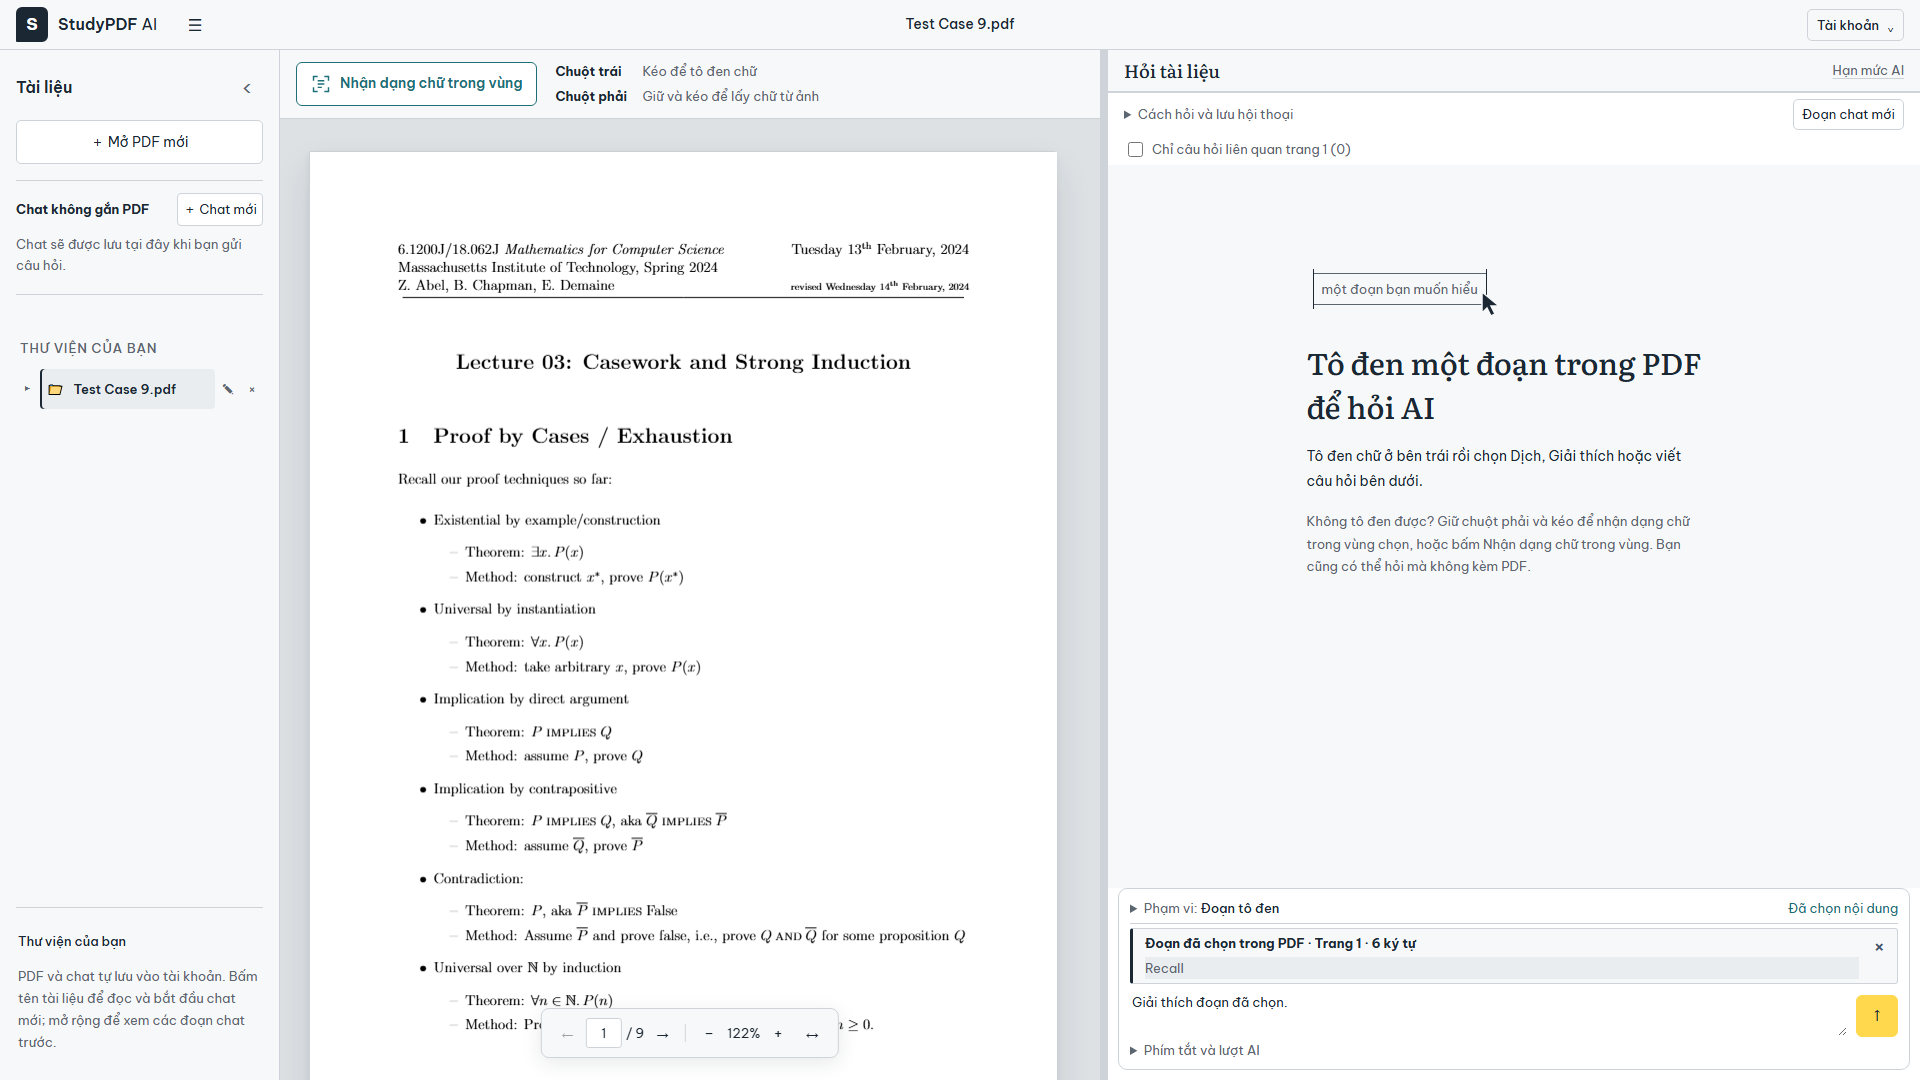 S StudyPDF AI ☰
Test Case 9.pdf
Tài khoản
Tài liệu
+ Mở PDF mới
Chat không gắn PDF
+ Chat mới
Chat sẽ được lưu tại đây khi bạn gửi
câu hỏi.
THƯ VIỆN CỦA BẠN
Test Case 9.pdf
Thư viện của bạn
PDF và chat tự lưu vào tài khoản. Bấm
tên tài liệu để đọc và bắt đầu chat
mới; mở rộng để xem các đoạn chat
trước.
Nhận dạng chữ trong vùng
Chuột trái Kéo để tô đen chữ
Chuột phải Giữ và kéo để lấy chữ từ ảnh
6.1200J/18.062J Mathematics for Computer Science Tuesday 13th February, 2024
Massachusetts Institute of Technology, Spring 2024
Z. Abel, B. Chapman, E. Demaine revised Wednesday 14th February, 2024
Lecture 03: Casework and Strong Induction
1 Proof by Cases / Exhaustion
Recall our proof techniques so far:
• Existential by example/construction
– Theorem: ∃x. P(x)
– Method: construct x*, prove P(x*)
• Universal by instantiation
– Theorem: ∀x. P(x)
– Method: take arbitrary x, prove P(x)
• Implication by direct argument
– Theorem: P IMPLIES Q
– Method: assume P, prove Q
• Implication by contrapositive
– Theorem: P IMPLIES Q, aka Q̅ IMPLIES P̅
– Method: assume Q̅, prove P̅
• Contradiction:
– Theorem: P, aka P̅ IMPLIES False
– Method: Assume P̅ and prove false, i.e., prove Q AND Q̅ for some proposition Q
• Universal over ℕ by induction
– Theorem: ∀n ∈ ℕ. P(n)
– Method: ≥ 0.
← 1 / 9 → − 122% + ↔
Hỏi tài liệu
Hạn mức AI
▶ Cách hỏi và lưu hội thoại
Đoạn chat mới
Chỉ câu hỏi liên quan trang 1 (0)
một đoạn bạn muốn hiểu
Tô đen một đoạn trong PDF
để hỏi AI
Tô đen chữ ở bên trái rồi chọn Dịch, Giải thích hoặc viết
câu hỏi bên dưới.
Không tô đen được? Giữ chuột phải và kéo để nhận dạng chữ
trong vùng chọn, hoặc bấm Nhận dạng chữ trong vùng. Bạn
cũng có thể hỏi mà không kèm PDF.
▶ Phạm vi: Đoạn tô đen
Đã chọn nội dung
Đoạn đã chọn trong PDF · Trang 1 · 6 ký tự
×
Recall
Giải thích đoạn đã chọn.
↑
▶ Phím tắt và lượt AI